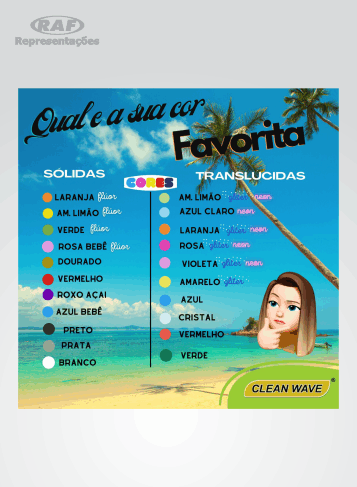 RAF
Representações
Qual e a sua cor
Favorita
SÓLIDAS
CORES
TRANSLUCIDAS
LARANJA flúor
AM. LIMÃO flúor
VERDE flúor
ROSA BEBÊ flúor
DOURADO
VERMELHO
ROXO AÇAI
AZUL BEBÊ
PRETO
PRATA
BRANCO
AM. LIMÃO glitter neon
AZUL CLARO neon
LARANJA glitter neon
ROSA glitter neon
VIOLETA glitter neon
AMARELO glitter
AZUL
CRISTAL
VERMELHO
VERDE
CLEAN WAVE ®